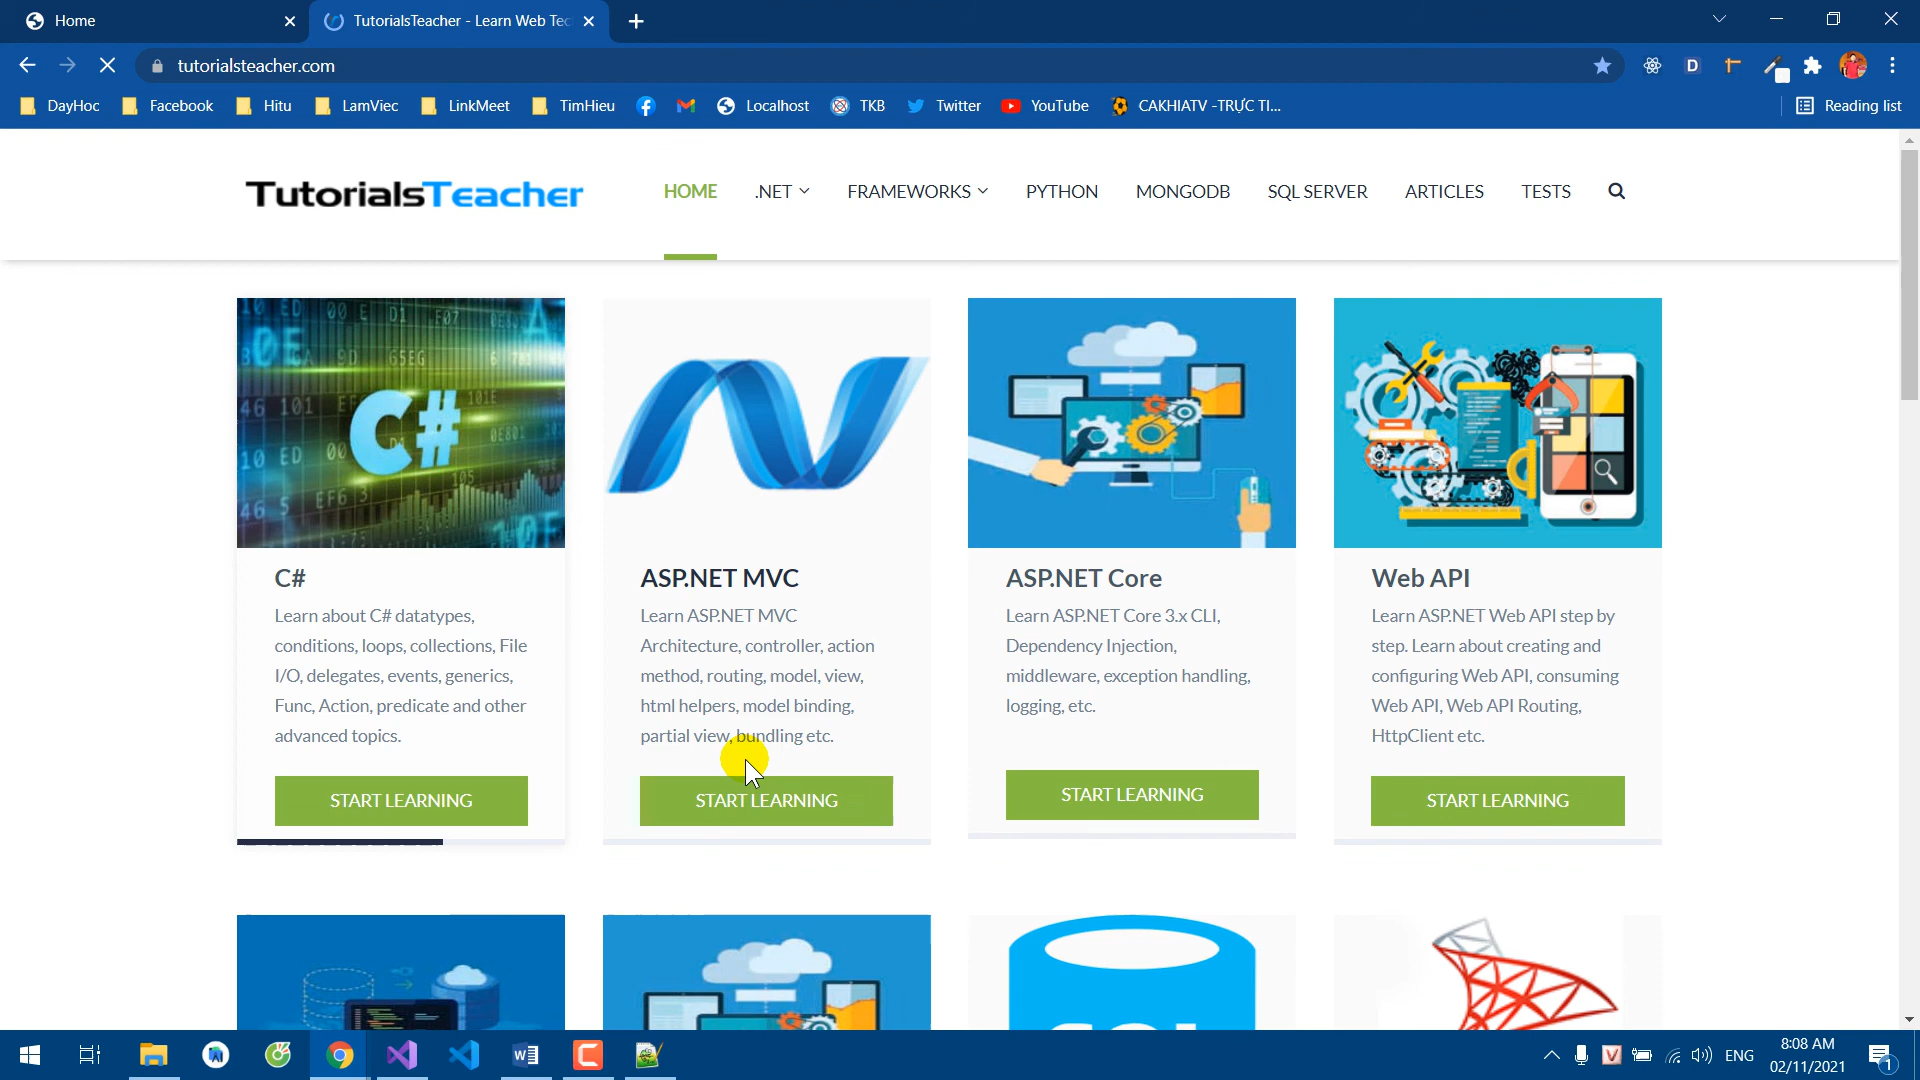 Home
TutorialsTeacher - Learn Web Tec
tutorialsteacher.com
DayHoc
Facebook
Hitu
LamViec
LinkMeet
TimHieu
Localhost
TKB
Twitter
YouTube
CAKHIATV -TRỰC TI...
Reading list
TutorialsTeacher
HOME
.NET
FRAMEWORKS
PYTHON
MONGODB
SQL SERVER
ARTICLES
TESTS
C#
C#
Learn about C# datatypes,
conditions, loops, collections, File
I/O, delegates, events, generics,
Func, Action, predicate and other
advanced topics.
START LEARNING
ASP.NET MVC
Learn ASP.NET MVC
Architecture, controller, action
method, routing, model, view,
html helpers, model binding,
partial view, bundling etc.
START LEARNING
ASP.NET Core
Learn ASP.NET Core 3.x CLI,
Dependency Injection,
middleware, exception handling,
logging, etc.
START LEARNING
Web API
Learn ASP.NET Web API step by
step. Learn about creating and
configuring Web API, consuming
Web API, Web API Routing,
HttpClient etc.
START LEARNING
ENG
8:08 AM
02/11/2021
1